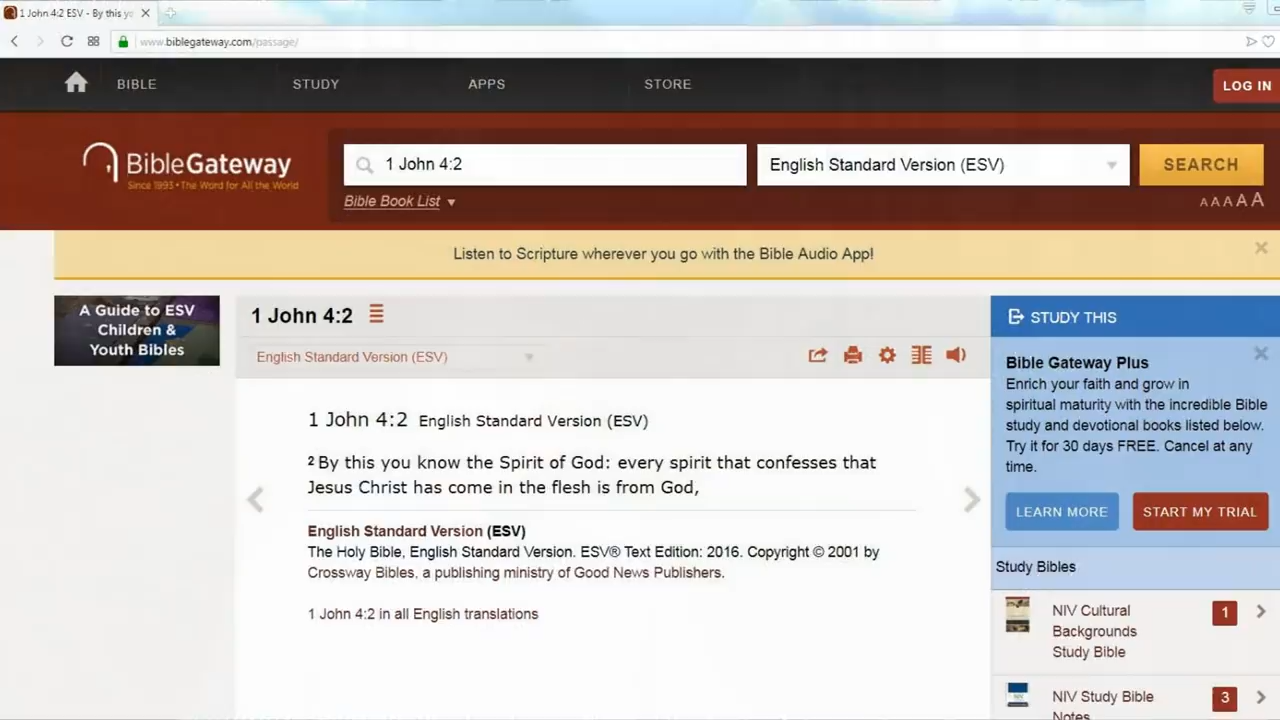 1 John 4:2 ESV - By this yo
www.biblegateway.com/passage/
BIBLE STUDY APPS STORE
LOG IN
BibleGateway
Since 1993 • The Word for All the World
1 John 4:2
English Standard Version (ESV)
SEARCH
Bible Book List
A A A A A
Listen to Scripture wherever you go with the Bible Audio App!
A Guide to ESV
Children &
Youth Bibles
1 John 4:2
English Standard Version (ESV)
1 John 4:2 English Standard Version (ESV)
2 By this you know the Spirit of God: every spirit that confesses that
Jesus Christ has come in the flesh is from God,
English Standard Version (ESV)
The Holy Bible, English Standard Version. ESV® Text Edition: 2016. Copyright © 2001 by
Crossway Bibles, a publishing ministry of Good News Publishers.
1 John 4:2 in all English translations
STUDY THIS
Bible Gateway Plus
Enrich your faith and grow in
spiritual maturity with the incredible Bible
study and devotional books listed below.
Try it for 30 days FREE. Cancel at any
time.
LEARN MORE
START MY TRIAL
Study Bibles
NIV Cultural
Backgrounds
Study Bible
1
NIV Study Bible
Notes
3